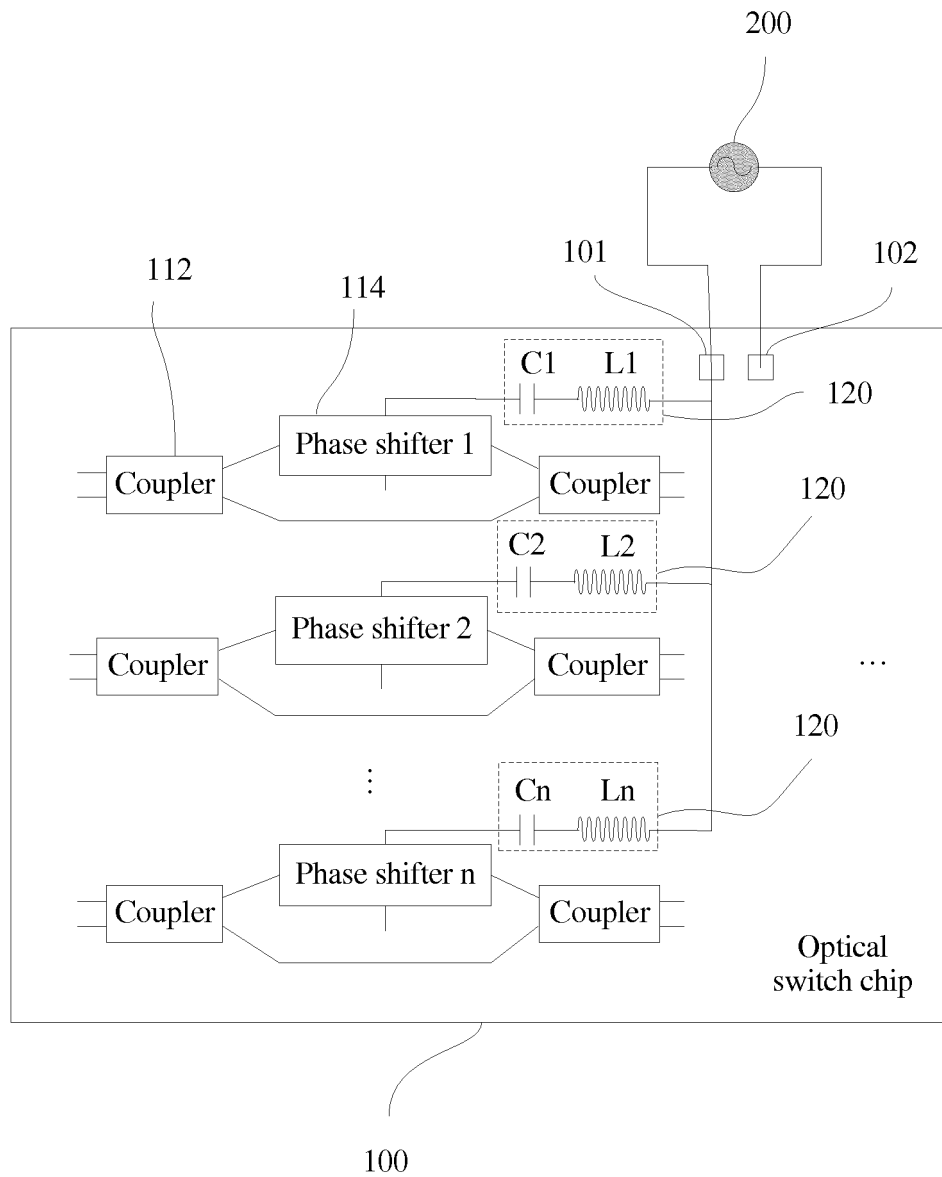 200
101
102
112
114
C1 L1
120
Phase shifter 1
Coupler
Coupler
120
C2 L2
Phase shifter 2
Coupler
Coupler
...
120
⋮
Cn Ln
Phase shifter n
Coupler
Coupler
Optical
switch chip
100